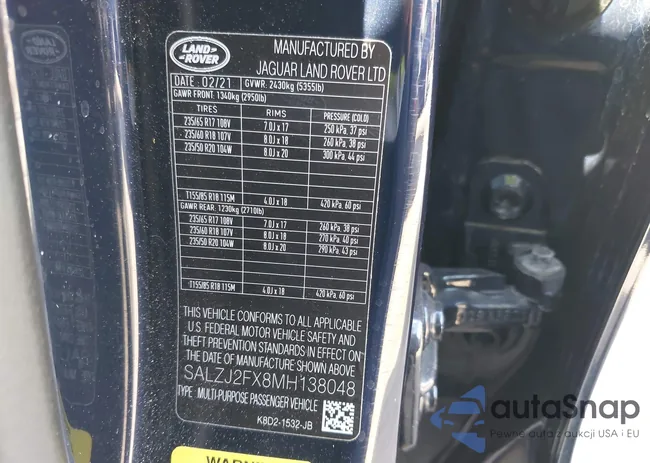 LAND
ROVER
MANUFACTURED BY
JAGUAR LAND ROVER LTD
DATE 02/21 GVWR. 2430kg (5355lb)
GAWR FRONT: 1340kg (2950lb)
TIRES RIMS PRESSURE (COLD)
235/65 R17 108V 7.0J x 17 250 kPa, 37 psi
235/60 R18 107V 8.0J x 18 260 kPa, 38 psi
235/50 R20 104W 8.0J x 20 300 kPa, 44 psi
T155/85 R18 115M 4.0J x 18 420 kPa, 60 psi
GAWR REAR: 1230kg (2710lb)
235/65 R17 108V 7.0J x 17 260 kPa, 38 psi
235/60 R18 107V 8.0J x 18 270 kPa, 40 psi
235/50 R20 104W 8.0J x 20 290 kPa, 43 psi
T155/85 R18 115M 4.0J x 18 420 kPa, 60 psi
THIS VEHICLE CONFORMS TO ALL APPLICABLE
U.S. FEDERAL MOTOR VEHICLE SAFETY AND
THEFT PREVENTION STANDARDS IN EFFECT ON
THE DATE OF MANUFACTURE SHOWN ABOVE.
SALZJ2FX8MH138048
TYPE: MULTI-PURPOSE PASSENGER VEHICLE
K8D2-1532-JB
WARNING
autaSnap
Pewne auta z aukcji USA i EU